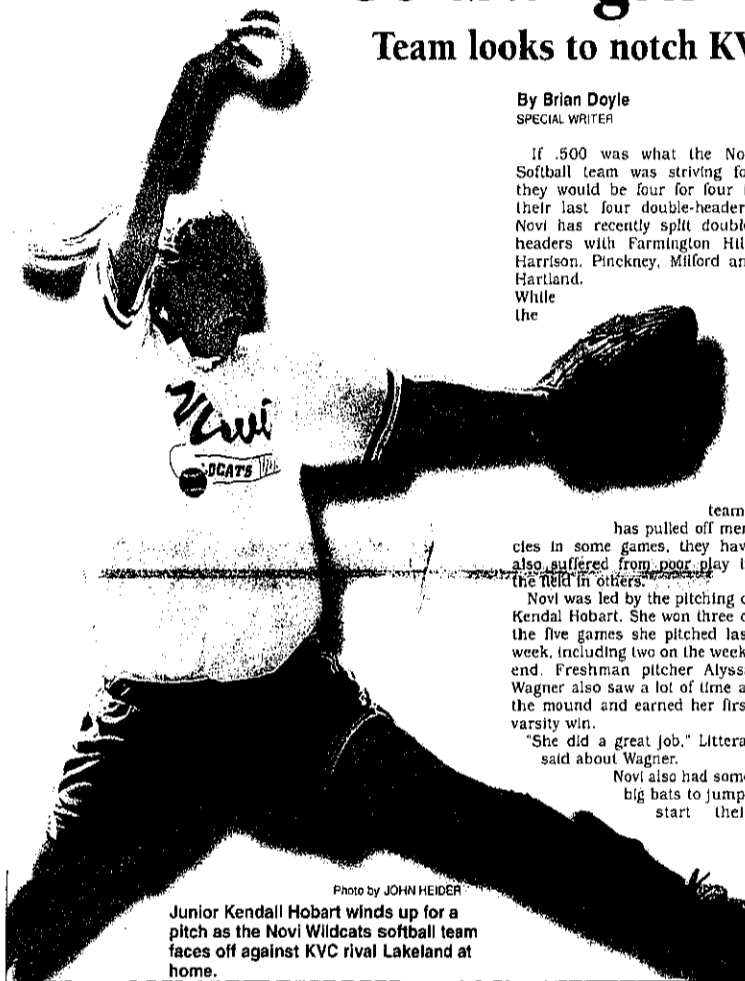 Team looks to notch KV
By Brian Doyle
SPECIAL WRITER
If .500 was what the Nov
Softball team was striving fo
they would be four for four i
their last four double-header
Novi has recently split double
headers with Farmington Hill
Harrison, Pinckney, Milford an
Hartland.
While
the
team
has pulled off mer
cles in some games, they hav
also suffered from poor play i
the field in others.
Novi was led by the pitching o
Kendal Hobart. She won three o
the five games she pitched las
week, including two on the week
end. Freshman pitcher Alyss
Wagner also saw a lot of time a
the mound and earned her firs
varsity win.
"She did a great job," Littera
said about Wagner.
Novi also had som
big bats to jump
start thei
Novi
DCATS
Photo by JOHN HEIDER
Junior Kendall Hobart winds up for a
pitch as the Novi Wildcats softball team
faces off against KVC rival Lakeland at
home.